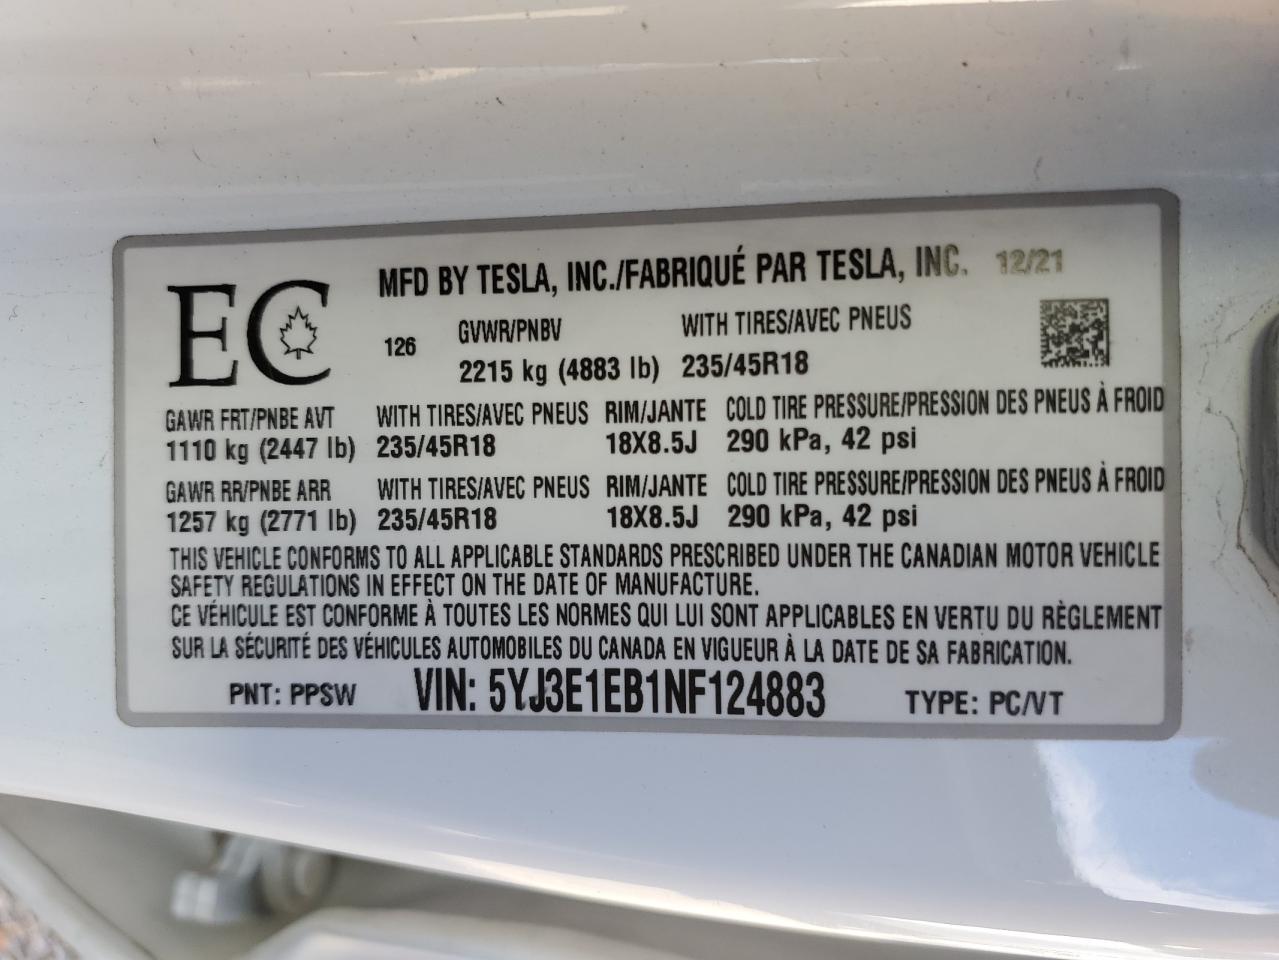 EC
MFD BY TESLA, INC./FABRIQUÉ PAR TESLA, INC. 12/21
126 GVWR/PNBV WITH TIRES/AVEC PNEUS
2215 kg (4883 lb) 235/45R18
GAWR FRT/PNBE AVT WITH TIRES/AVEC PNEUS RIM/JANTE COLD TIRE PRESSURE/PRESSION DES PNEUS À FROID
1110 kg (2447 lb) 235/45R18 18X8.5J 290 kPa, 42 psi
GAWR RR/PNBE ARR WITH TIRES/AVEC PNEUS RIM/JANTE COLD TIRE PRESSURE/PRESSION DES PNEUS À FROID
1257 kg (2771 lb) 235/45R18 18X8.5J 290 kPa, 42 psi
THIS VEHICLE CONFORMS TO ALL APPLICABLE STANDARDS PRESCRIBED UNDER THE CANADIAN MOTOR VEHICLE
SAFETY REGULATIONS IN EFFECT ON THE DATE OF MANUFACTURE.
CE VÉHICULE EST CONFORME À TOUTES LES NORMES QUI LUI SONT APPLICABLES EN VERTU DU RÈGLEMENT
SUR LA SÉCURITÉ DES VÉHICULES AUTOMOBILES DU CANADA EN VIGUEUR À LA DATE DE SA FABRICATION.
PNT: PPSW VIN: 5YJ3E1EB1NF124883 TYPE: PC/VT